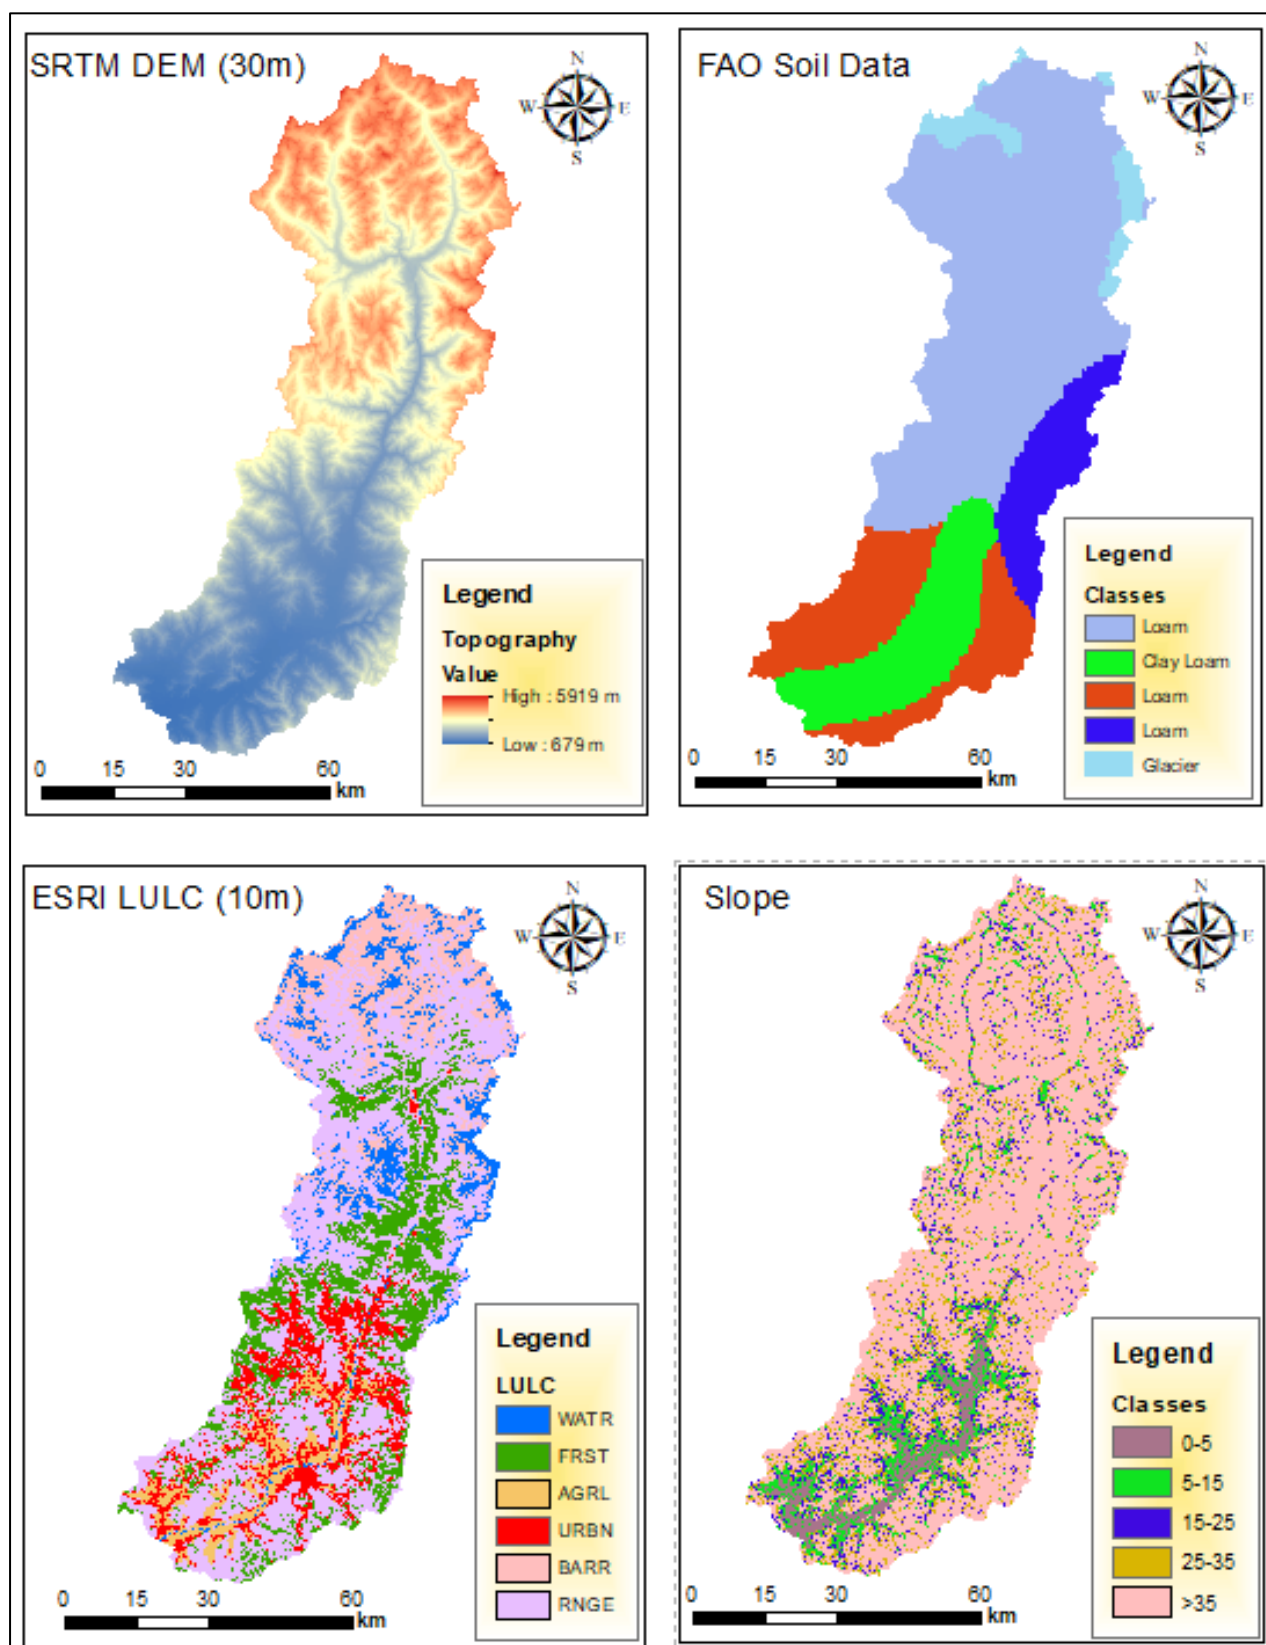 SRTM DEM (30m)
N
W E
S
Legend
Topography
Value
High : 5919 m
Low : 679 m
0 15 30 60
km
FAO Soil Data
N
W E
S
Legend
Classes
Loam
Clay Loam
Loam
Loam
Glacier
0 15 30 60
km
ESRI LULC (10m)
N
W E
S
Legend
LULC
WATR
FRST
AGRL
URBN
BARR
RNGE
0 15 30 60
km
Slope
N
W E
S
Legend
Classes
0-5
5-15
15-25
25-35
>35
0 15 30 60
km